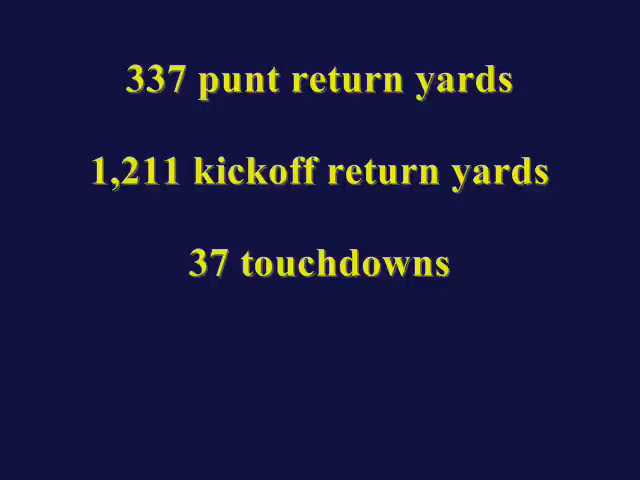 337 punt return yards
1,211 kickoff return yards
37 touchdowns